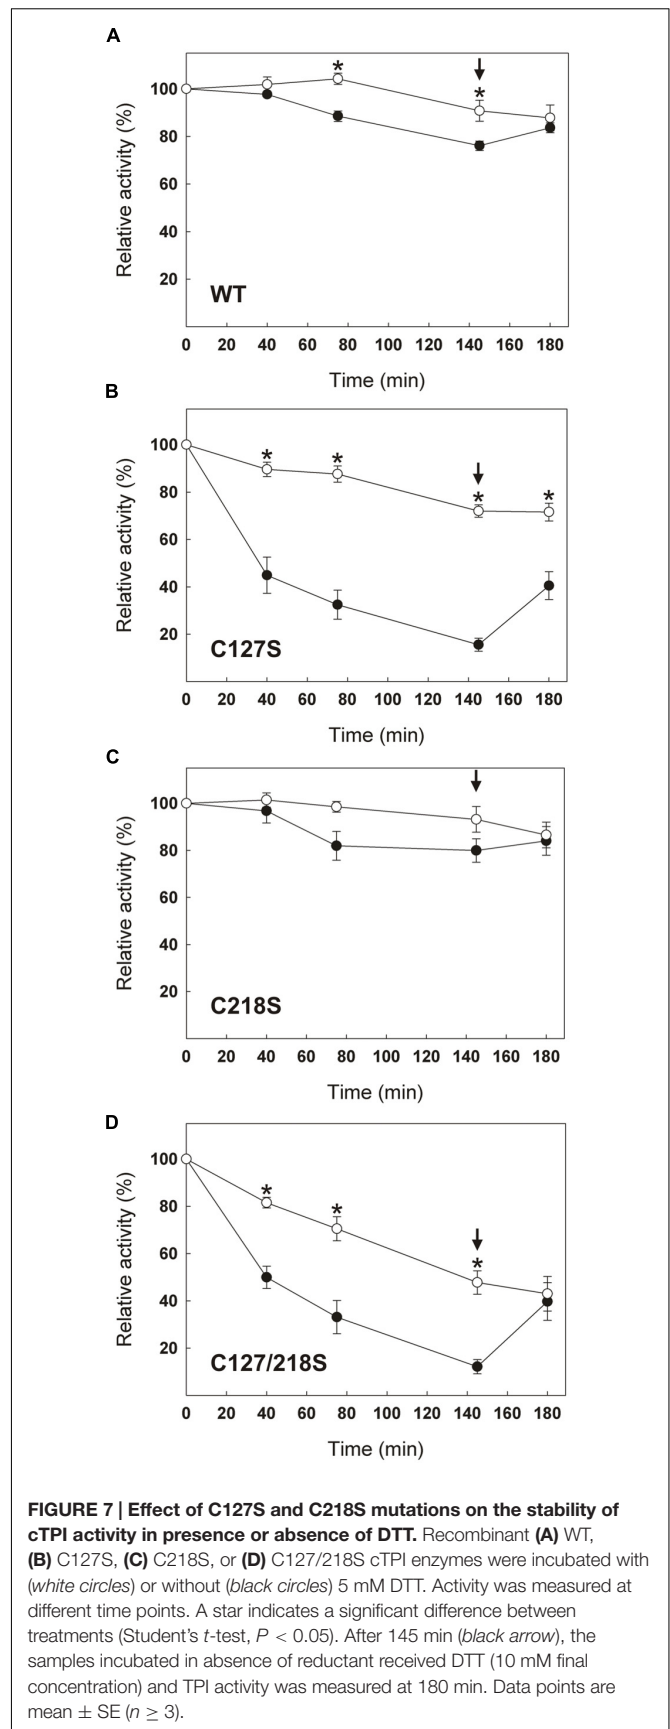 A
*
*
100
80
60
40
20
Relative activity (%)
WT
0 20 40 60 80 100 120 140 160 180
Time (min)
B
100
80
60
40
20
* * * *
Relative activity (%)
C127S
0 20 40 60 80 100 120 140 160 180
Time (min)
C
100
80
60
40
20
Relative activity (%)
C218S
0 20 40 60 80 100 120 140 160 180
Time (min)
D
100
80
60
40
20
* * *
Relative activity (%)
C127/218S
0 20 40 60 80 100 120 140 160 180
Time (min)
FIGURE 7 | Effect of C127S and C218S mutations on the stability of
cTPI activity in presence or absence of DTT. Recombinant (A) WT,
(B) C127S, (C) C218S, or (D) C127/218S cTPI enzymes were incubated with
(white circles) or without (black circles) 5 mM DTT. Activity was measured at
different time points. A star indicates a significant difference between
treatments (Student's t-test, P < 0.05). After 145 min (black arrow), the
samples incubated in absence of reductant received DTT (10 mM final
concentration) and TPI activity was measured at 180 min. Data points are
mean ± SE (n ≥ 3).